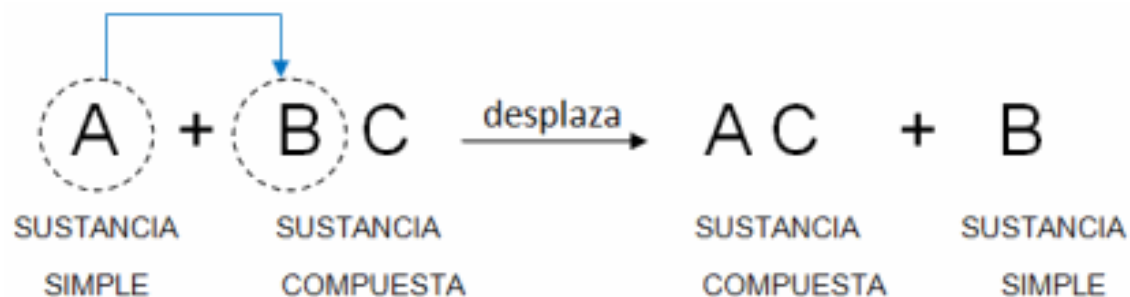 desplaza
A + B C A C + B
SUSTANCIA SUSTANCIA SUSTANCIA SUSTANCIA
SIMPLE COMPUESTA COMPUESTA SIMPLE